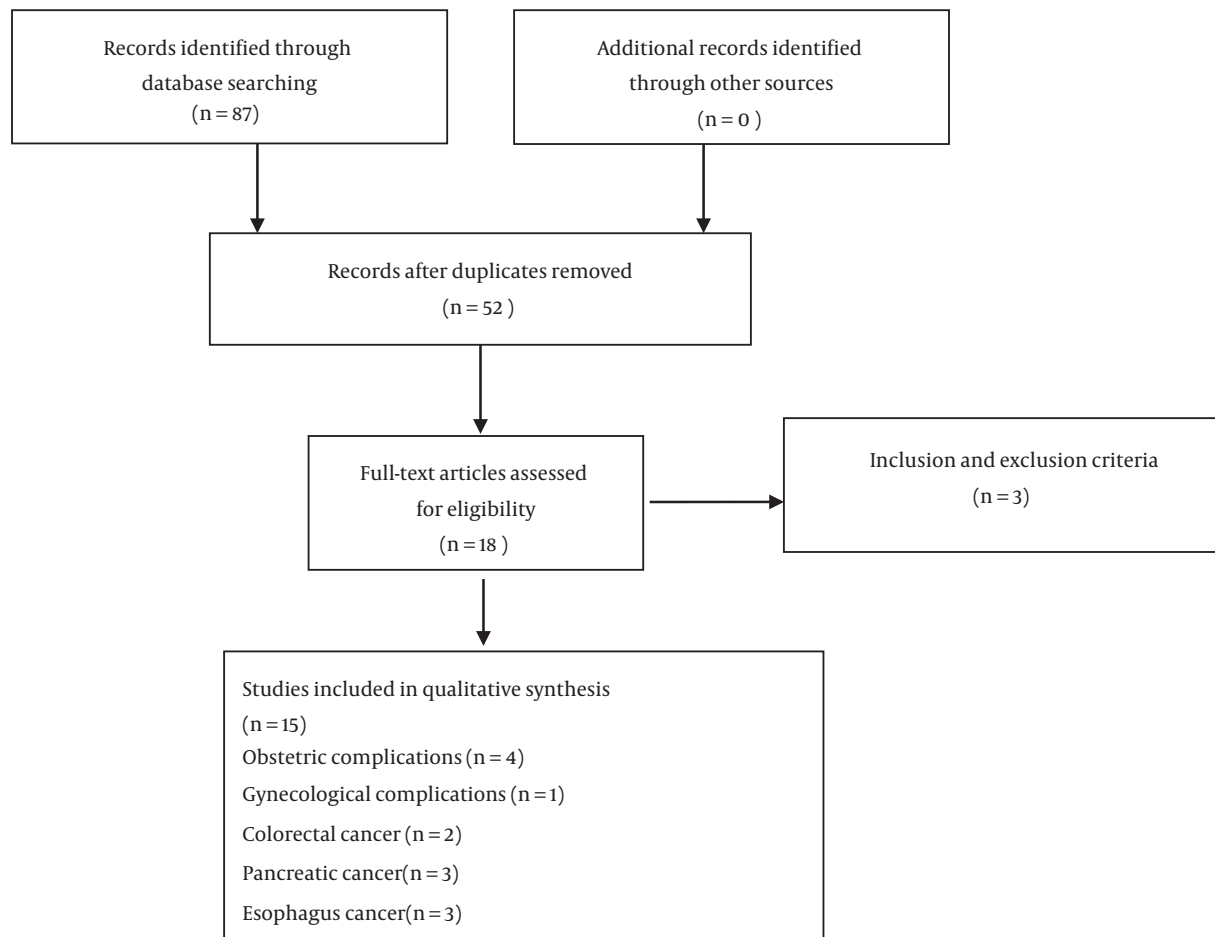 Records identified through
database searching
(n = 87)
Additional records identified
through other sources
(n = 0 )
Records after duplicates removed
(n = 52 )
Full-text articles assessed
for eligibility
(n = 18 )
Inclusion and exclusion criteria
(n = 3)
Studies included in qualitative synthesis
(n = 15)
Obstetric complications (n = 4)
Gynecological complications (n = 1)
Colorectal cancer (n = 2)
Pancreatic cancer(n = 3)
Esophagus cancer(n = 3)